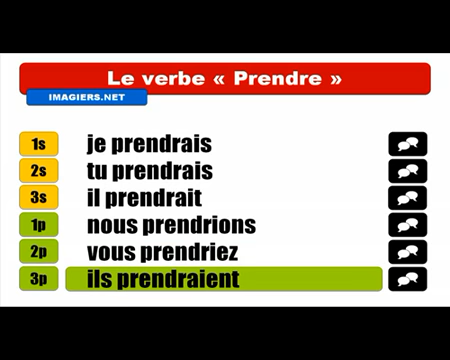 Le verbe « Prendre »
IMAGIERS.NET
1s je prendrais
2s tu prendrais
3s il prendrait
1p nous prendrions
2p vous prendriez
3p ils prendraient